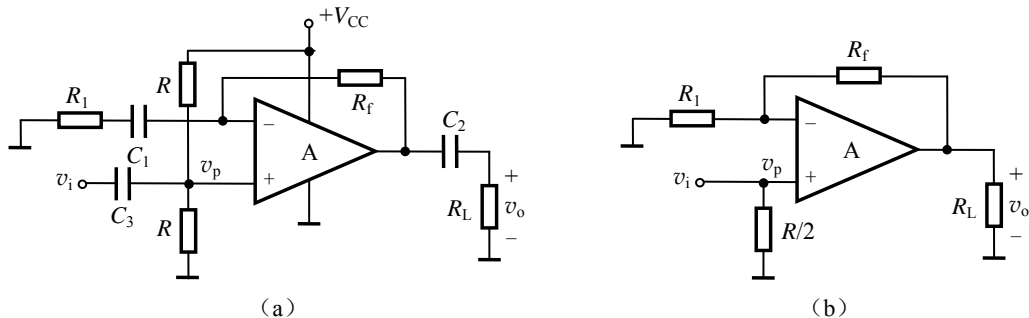 +VCC
R
Rf
R1
−
C2
C1
A
vi
vp
+
C3
R
RL
+
vo
−
（a）
Rf
R1
−
A
vi
vp
+
R/2
RL
+
vo
−
（b）